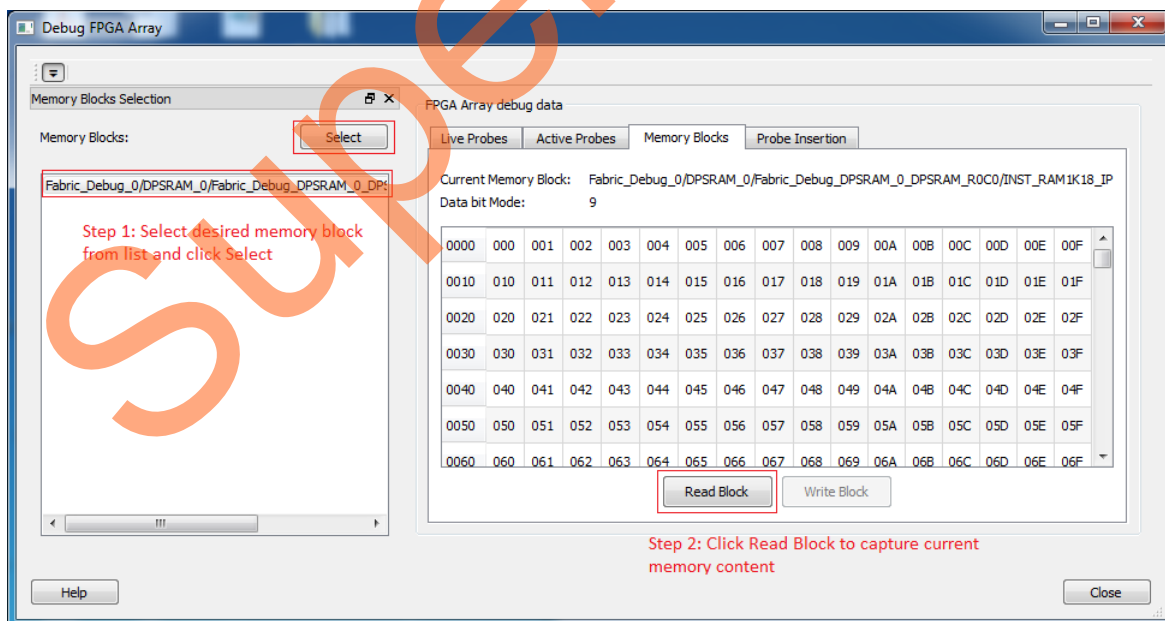 Debug FPGA Array
Memory Blocks Selection
Memory Blocks:
Select
Fabric_Debug_0/DPSRAM_0/Fabric_Debug_DPSRAM_0_DPS
Step 1: Select desired memory block
from list and click Select
FPGA Array debug data
Live Probes Active Probes Memory Blocks Probe Insertion
Current Memory Block: Fabric_Debug_0/DPSRAM_0/Fabric_Debug_DPSRAM_0_DPSRAM_R0C0/INST_RAM1K18_IP
Data bit Mode: 9
0000 000 001 002 003 004 005 006 007 008 009 00A 00B 00C 00D 00E 00F
0010 010 011 012 013 014 015 016 017 018 019 01A 01B 01C 01D 01E 01F
0020 020 021 022 023 024 025 026 027 028 029 02A 02B 02C 02D 02E 02F
0030 030 031 032 033 034 035 036 037 038 039 03A 03B 03C 03D 03E 03F
0040 040 041 042 043 044 045 046 047 048 049 04A 04B 04C 04D 04E 04F
0050 050 051 052 053 054 055 056 057 058 059 05A 05B 05C 05D 05E 05F
0060 060 061 062 063 064 065 066 067 068 069 06A 06B 06C 06D 06E 06F
Read Block Write Block
Step 2: Click Read Block to capture current
memory content
Help
Close
Supe